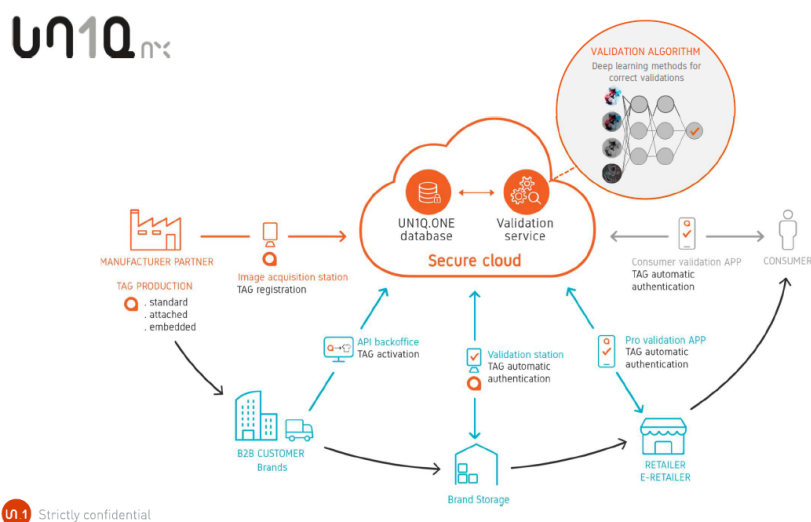 UN1Q nx
VALIDATION ALGORITHM
Deep learning methods for
correct validations
UN1Q.ONE
database
Validation
service
Secure cloud
MANUFACTURER PARTNER
TAG PRODUCTION
. standard
. attached
. embedded
Image acquisition station
TAG registration
Consumer validation APP
TAG automatic
authentication
CONSUMER
API backoffice
TAG activation
Validation station
TAG automatic
authentication
Pro validation APP
TAG automatic
authentication
B2B CUSTOMER
Brands
Brand Storage
RETAILER
E-RETAILER
un.1 Strictly confidential